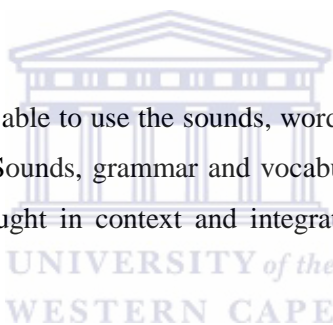 able to use the sounds, word
Sounds, grammar and vocabu
ught in context and integrat
UNIVERSITY of the
WESTERN CAPE